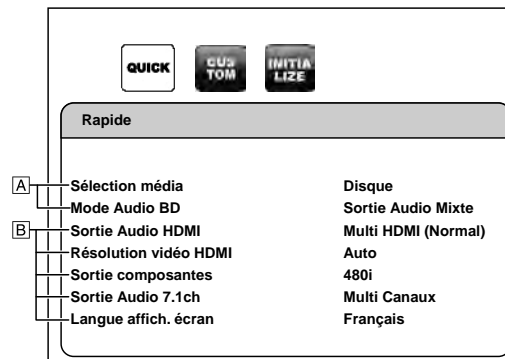 QUICK
CUS
TOM
INITIA
LIZE
Rapide
A
Sélection média Disque
Mode Audio BD Sortie Audio Mixte
B
Sortie Audio HDMI Multi HDMI (Normal)
Résolution vidéo HDMI Auto
Sortie composantes 480i
Sortie Audio 7.1ch Multi Canaux
Langue affich. écran Français